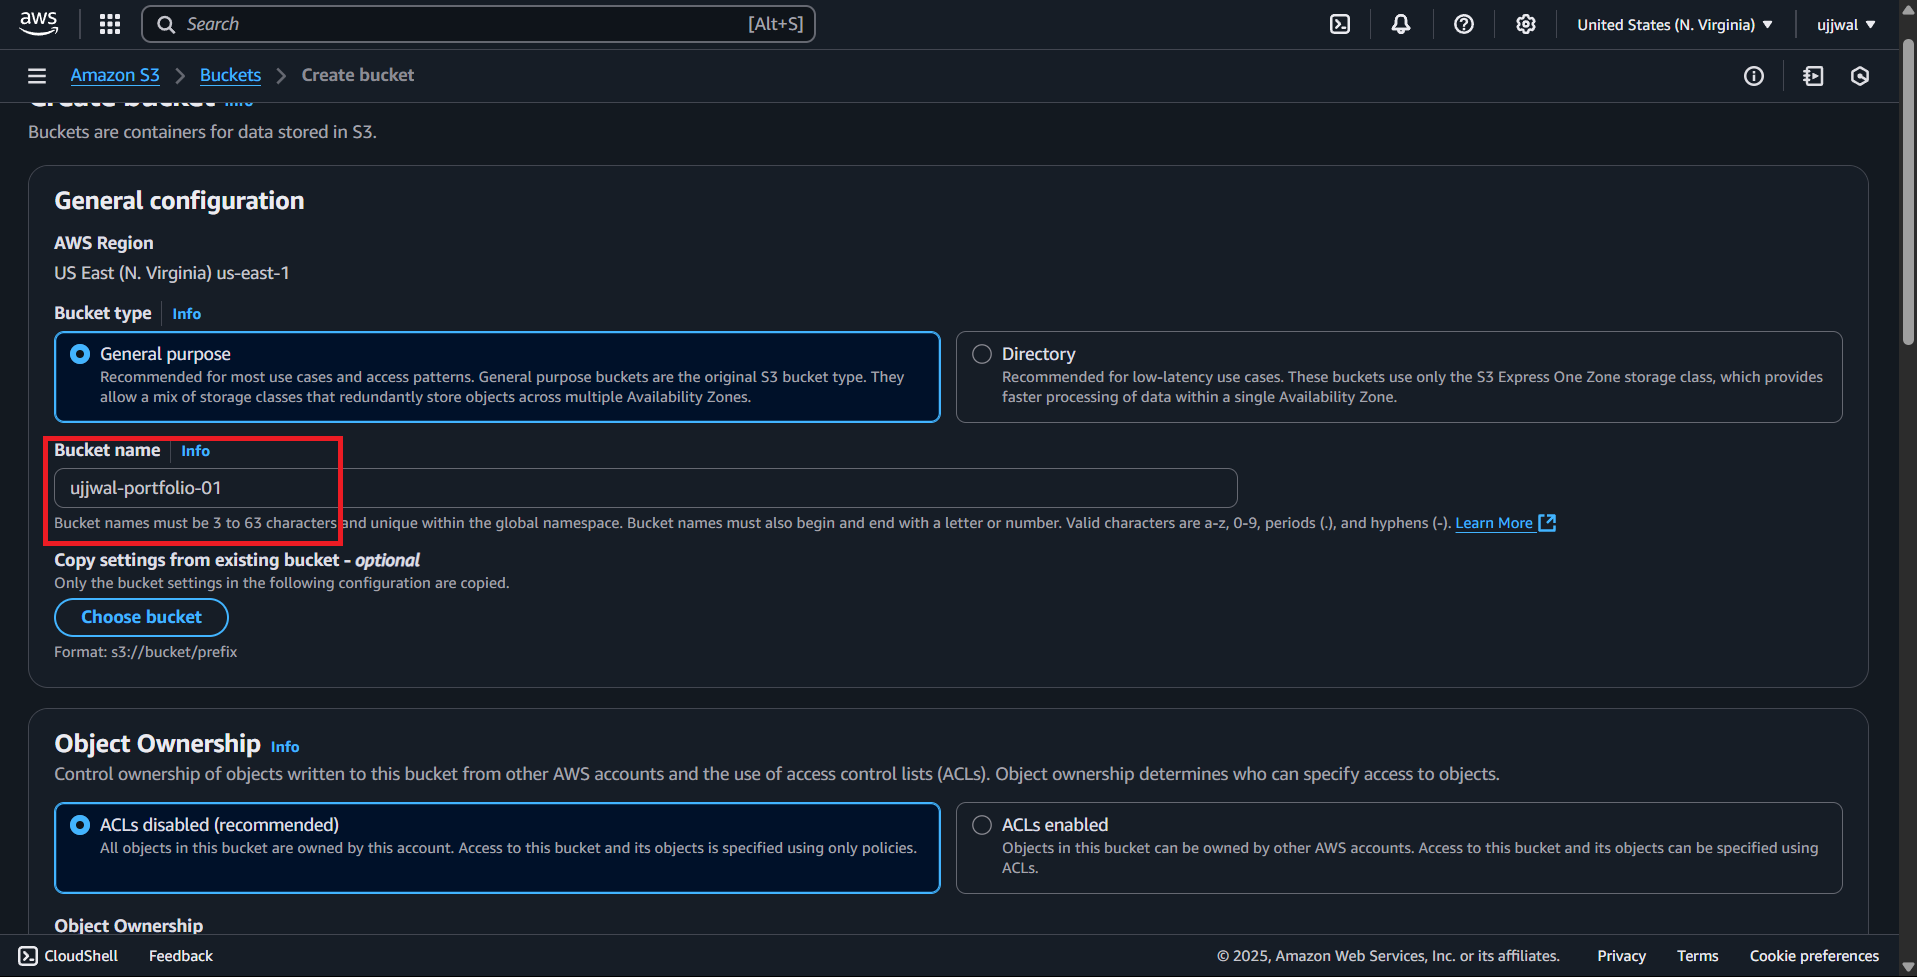 aws
Search [Alt+S]
United States (N. Virginia)
ujjwal
Amazon S3
Buckets
Create bucket
Create bucket Info
Buckets are containers for data stored in S3.
General configuration
AWS Region
US East (N. Virginia) us-east-1
Bucket type Info
General purpose
Recommended for most use cases and access patterns. General purpose buckets are the original S3 bucket type. They
allow a mix of storage classes that redundantly store objects across multiple Availability Zones.
Directory
Recommended for low-latency use cases. These buckets use only the S3 Express One Zone storage class, which provides
faster processing of data within a single Availability Zone.
Bucket name Info
ujjwal-portfolio-01
Bucket names must be 3 to 63 characters and unique within the global namespace. Bucket names must also begin and end with a letter or number. Valid characters are a-z, 0-9, periods (.), and hyphens (-). Learn More
Copy settings from existing bucket - optional
Only the bucket settings in the following configuration are copied.
Choose bucket
Format: s3://bucket/prefix
Object Ownership Info
Control ownership of objects written to this bucket from other AWS accounts and the use of access control lists (ACLs). Object ownership determines who can specify access to objects.
ACLs disabled (recommended)
All objects in this bucket are owned by this account. Access to this bucket and its objects is specified using only policies.
ACLs enabled
Objects in this bucket can be owned by other AWS accounts. Access to this bucket and its objects can be specified using
ACLs.
Object Ownership
CloudShell
Feedback
© 2025, Amazon Web Services, Inc. or its affiliates.
Privacy
Terms
Cookie preferences